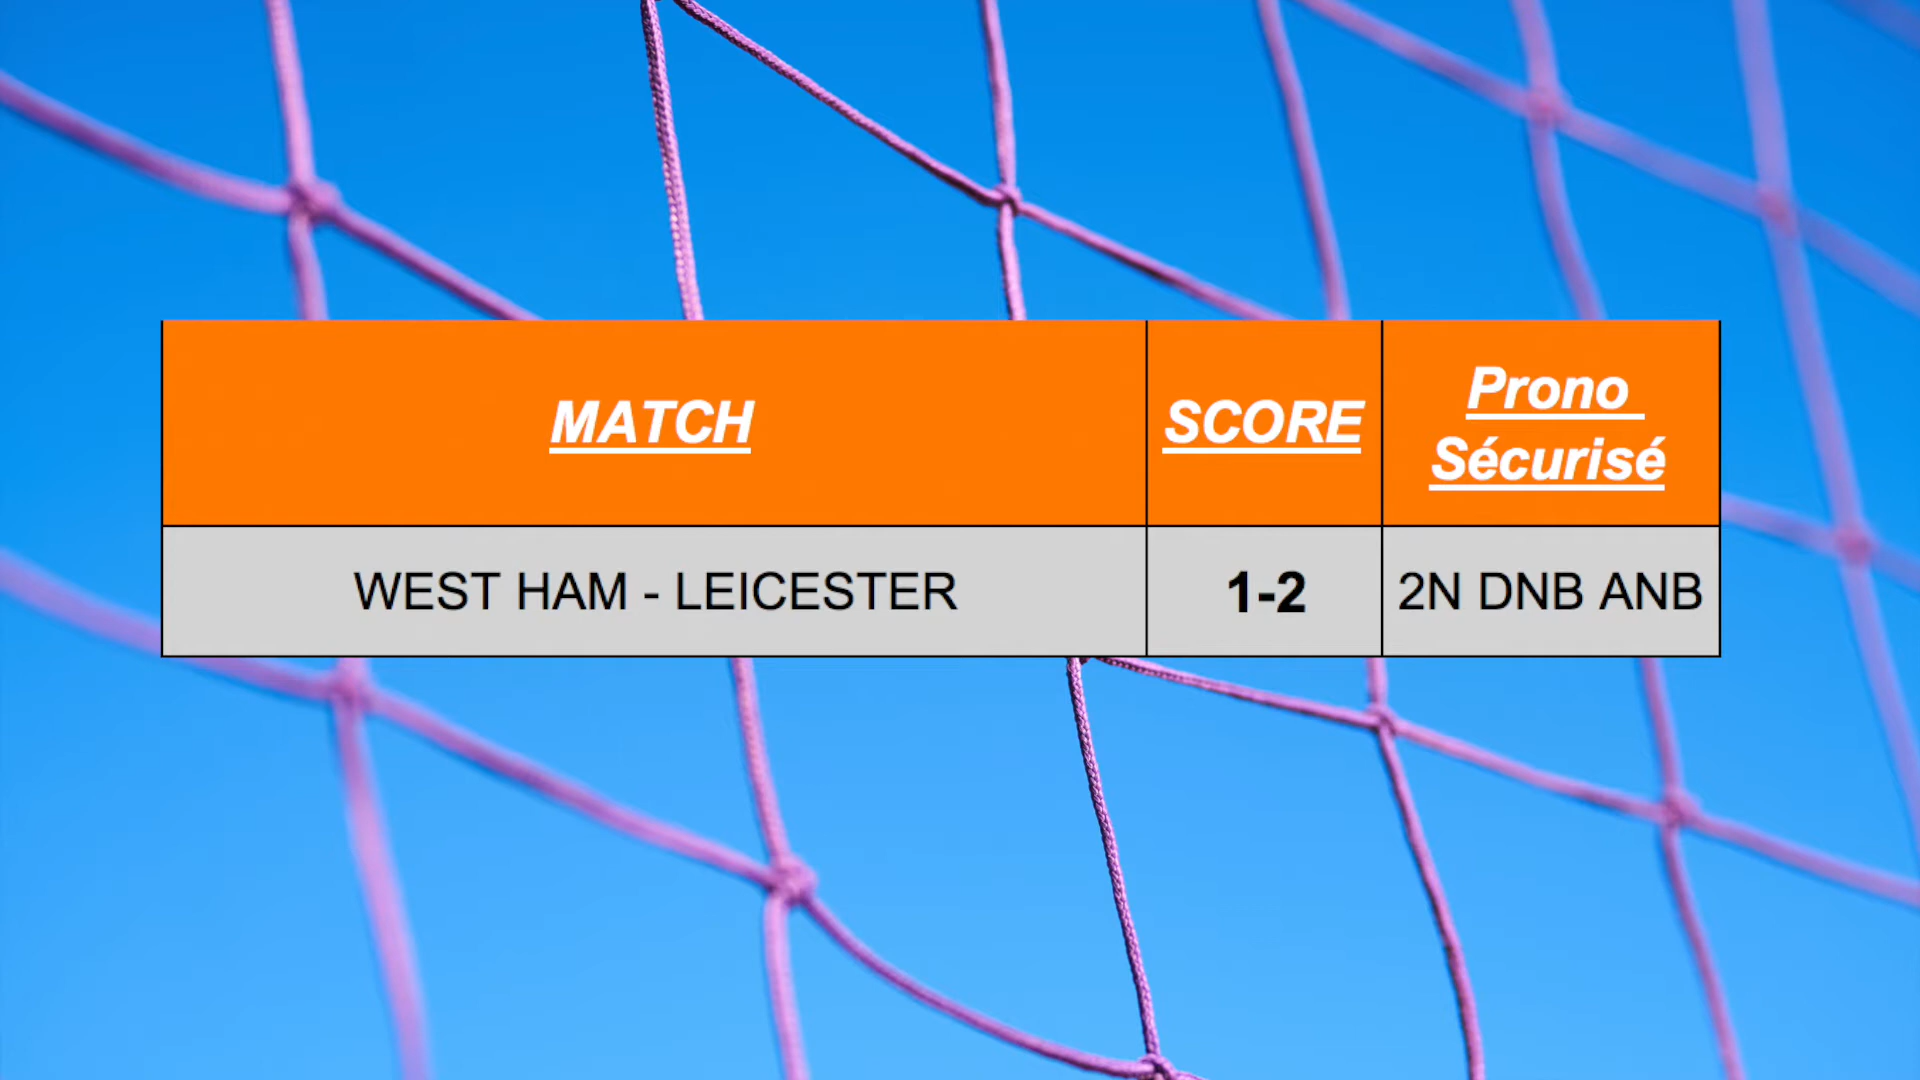 MATCH
SCORE
Prono
Sécurisé
WEST HAM - LEICESTER
1-2
2N DNB ANB